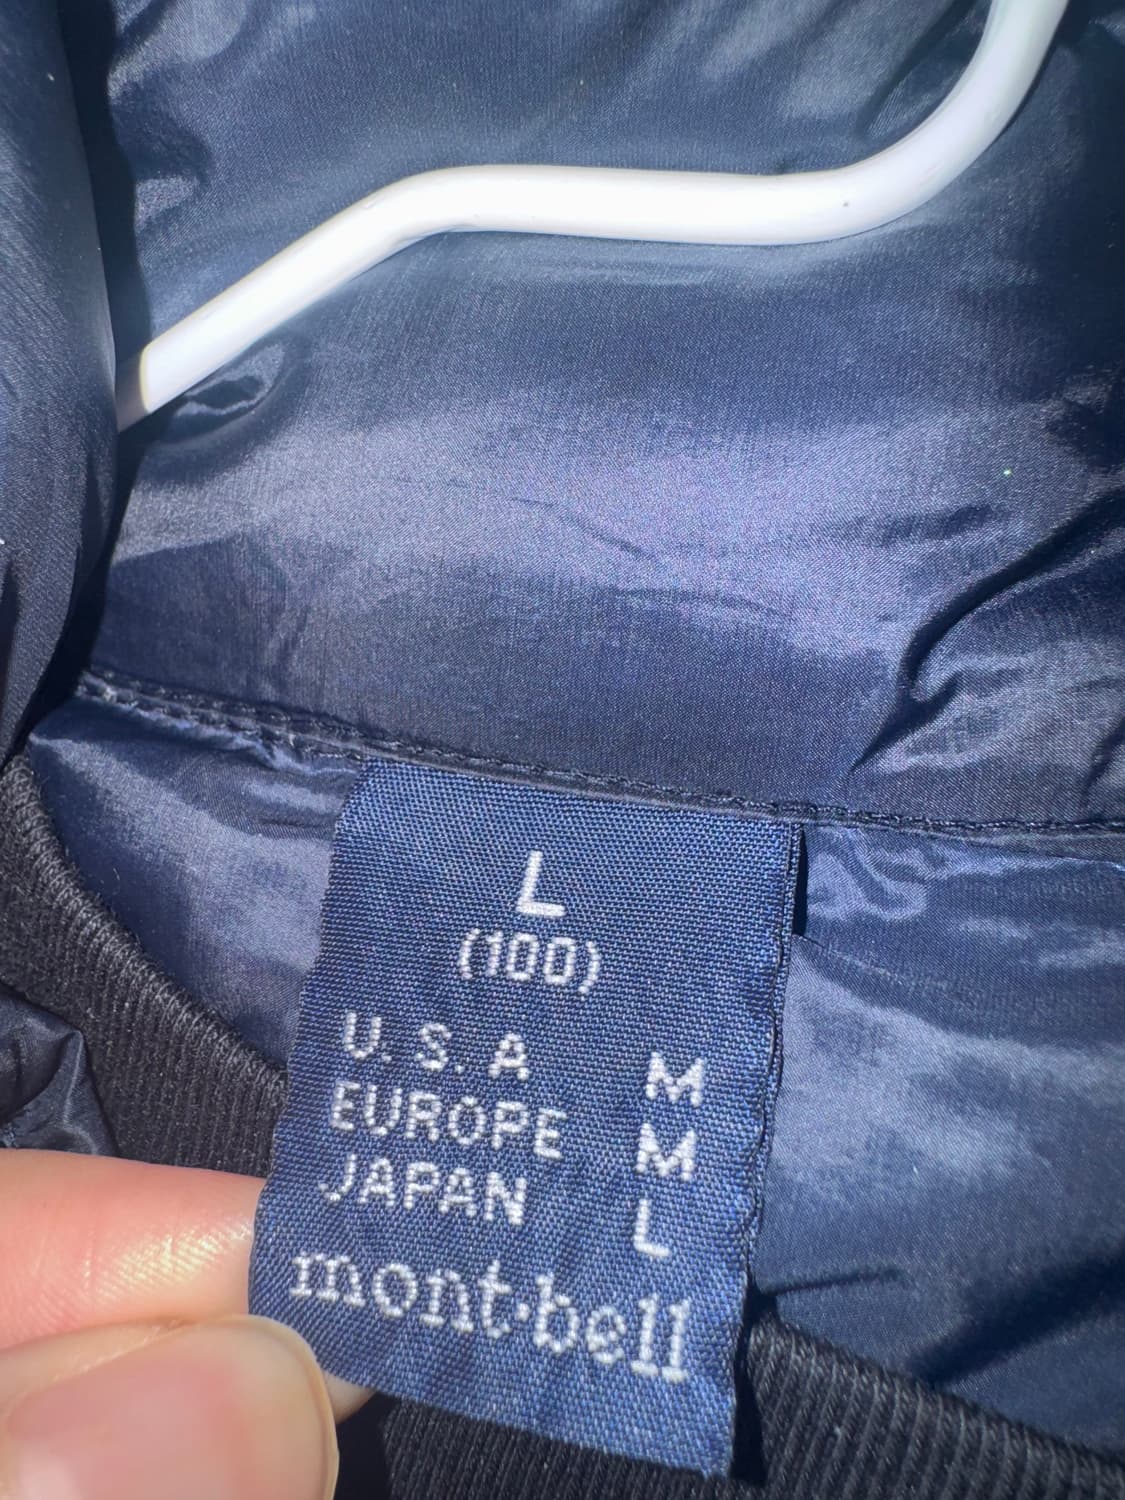 L
(100)
U.S.A M
EUROPE M
JAPAN L
mont·bell